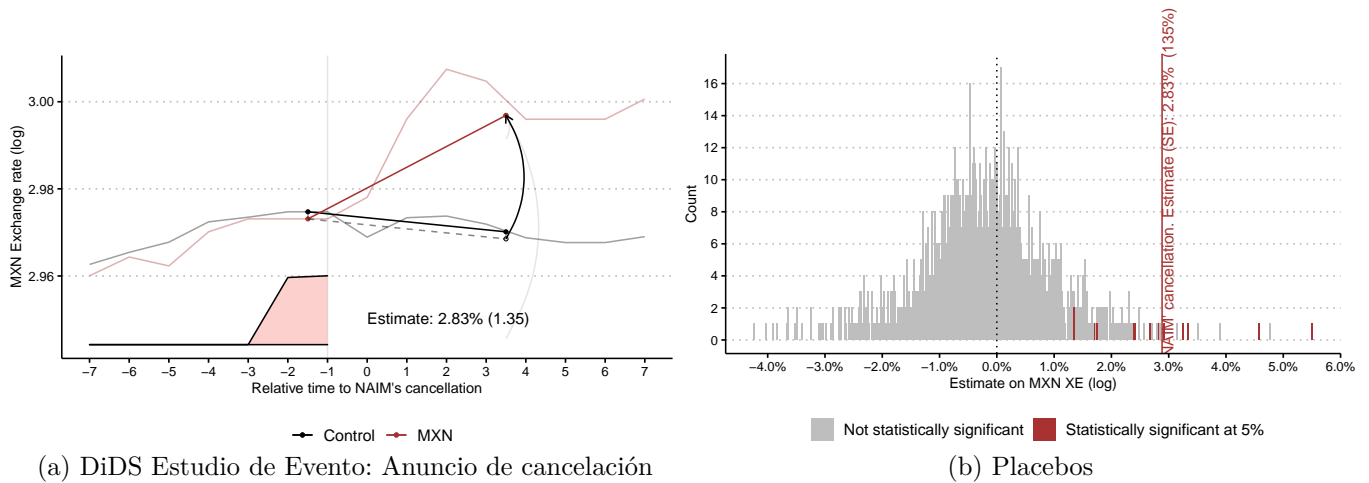 MXN Exchange rate (log)
3.00
2.98
2.96
Estimate: 2.83% (1.35)
−7 −6 −5 −4 −3 −2 −1 0 1 2 3 4 5 6 7
Relative time to NAIM's cancellation
Control MXN
(a) DiDS Estudio de Evento: Anuncio de cancelación
Count
16
14
12
10
8
6
4
2
0
NAIM' cancellation. Estimate (SE): 2.83% (135%)
−4.0% −3.0% −2.0% −1.0% 0.0% 1.0% 2.0% 3.0% 4.0% 5.0% 6.0%
Estimate on MXN XE (log)
Not statistically significant Statistically significant at 5%
(b) Placebos